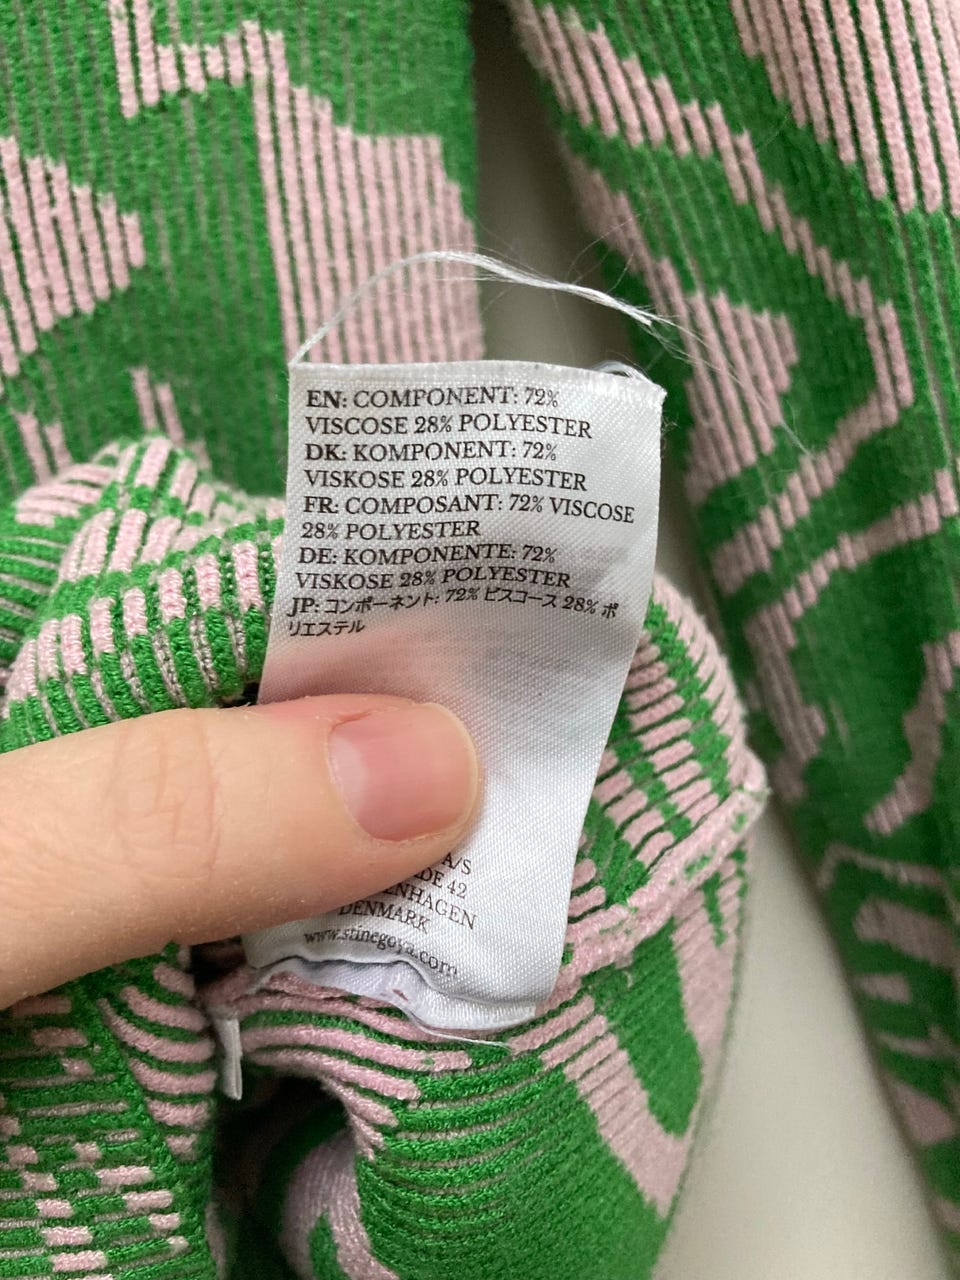 EN: COMPONENT: 72%
VISCOSE 28% POLYESTER
DK: KOMPONENT: 72%
VISKOSE 28% POLYESTER
FR: COMPOSANT: 72% VISCOSE
28% POLYESTER
DE: KOMPONENTE: 72%
VISKOSE 28% POLYESTER
JP: コンポーネント: 72% ビスコース 28% ポ
リエステル
A/S
42
DENMARK
www.stinegoya.com